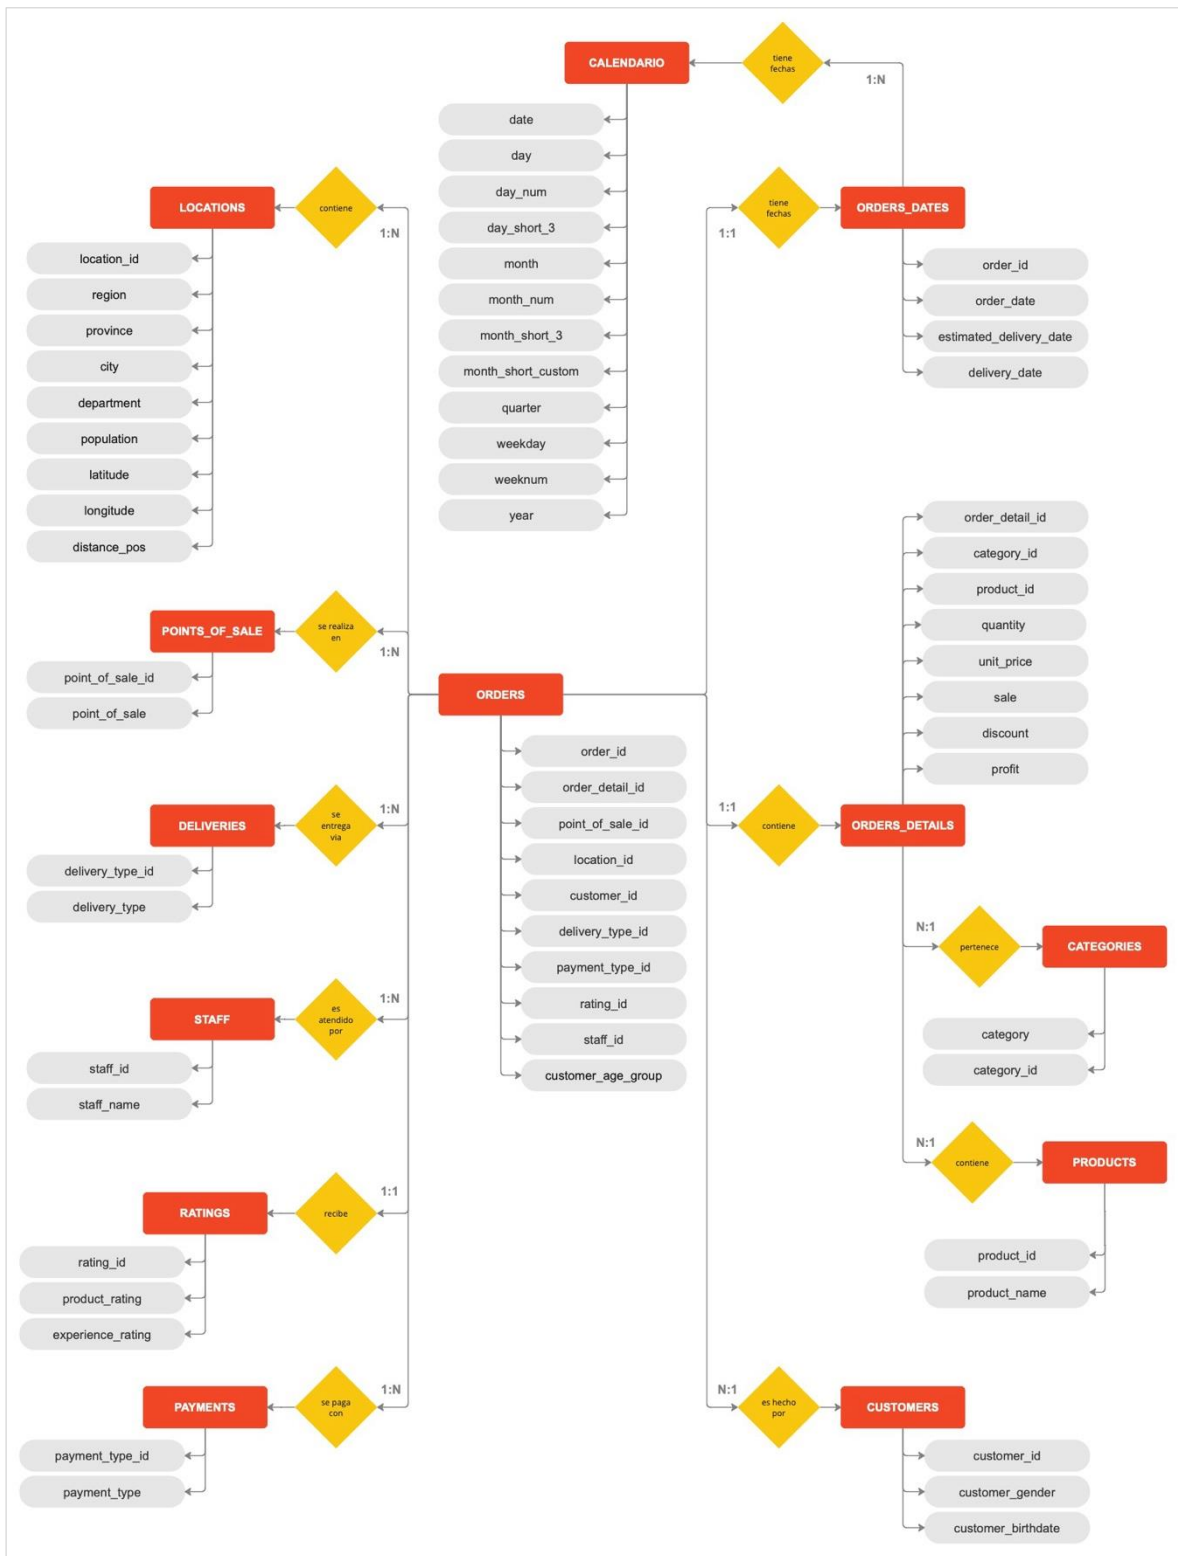 CALENDARIO
tiene
fechas
1:N
date
day
day_num
day_short_3
month
month_num
month_short_3
month_short_custom
quarter
weekday
weeknum
year
LOCATIONS
contiene
1:N
location_id
region
province
city
department
population
latitude
longitude
distance_pos
tiene
fechas
1:1
ORDERS_DATES
order_id
order_date
estimated_delivery_date
delivery_date
order_detail_id
category_id
product_id
quantity
unit_price
sale
discount
profit
POINTS_OF_SALE
se realiza
en
1:N
point_of_sale_id
point_of_sale
ORDERS
order_id
order_detail_id
point_of_sale_id
location_id
customer_id
delivery_type_id
payment_type_id
rating_id
staff_id
customer_age_group
DELIVERIES
se
entrega
via
1:N
delivery_type_id
delivery_type
1:1
contiene
ORDERS_DETAILS
N:1
pertenece
CATEGORIES
category
category_id
STAFF
es
atendido
por
1:N
staff_id
staff_name
N:1
contiene
PRODUCTS
product_id
product_name
RATINGS
recibe
1:1
rating_id
product_rating
experience_rating
PAYMENTS
se paga
con
1:N
payment_type_id
payment_type
N:1
es hecho
por
CUSTOMERS
customer_id
customer_gender
customer_birthdate